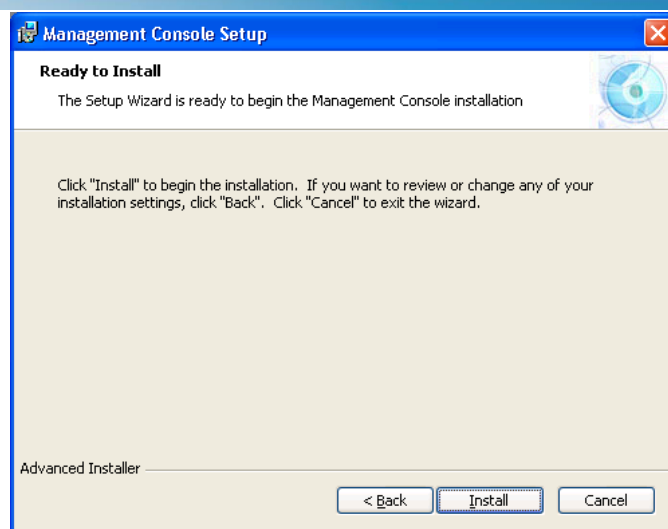 Management Console Setup
Ready to Install
The Setup Wizard is ready to begin the Management Console installation
Click "Install" to begin the installation.  If you want to review or change any of your
installation settings, click "Back".  Click "Cancel" to exit the wizard.
Advanced Installer
< Back Install Cancel